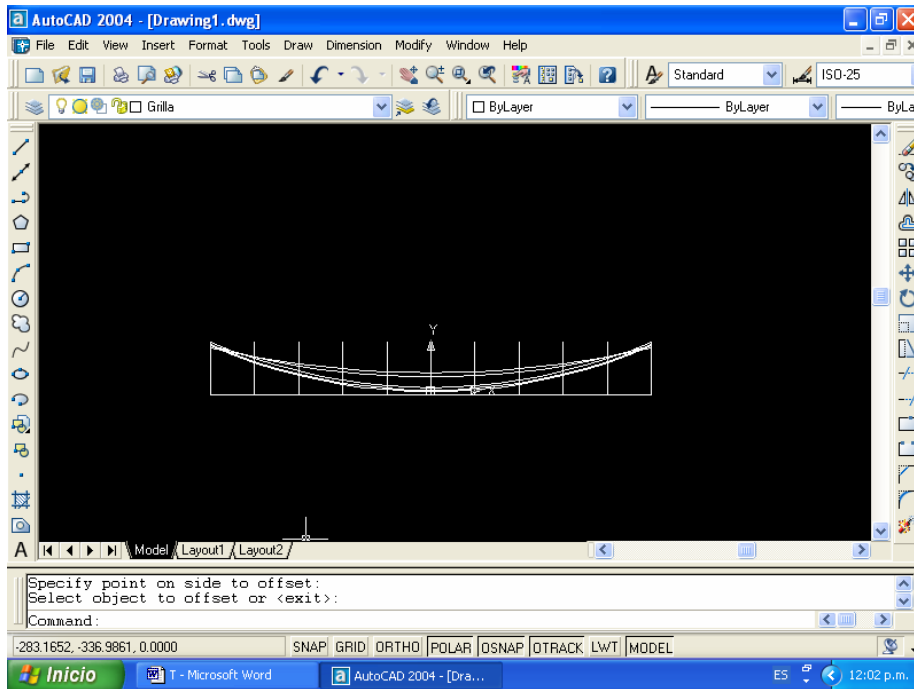 AutoCAD 2004 - [Drawing1.dwg]
File Edit View Insert Format Tools Draw Dimension Modify Window Help
Standard ISO-25
Grilla ByLayer ByLayer ByLa
Y
X
Model Layout1 Layout2
Specify point on side to offset:
Select object to offset or <exit>:
Command:
-283.1652, -336.9861, 0.0000 SNAP GRID ORTHO POLAR OSNAP OTRACK LWT MODEL
Inicio T - Microsoft Word AutoCAD 2004 - [Dra... ES 12:02 p.m.